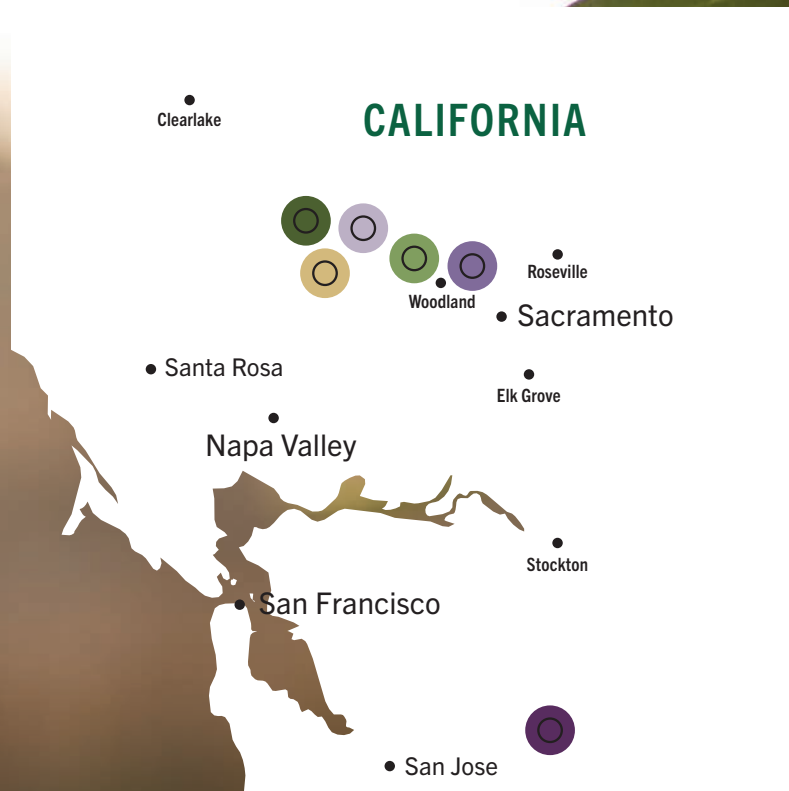 CALIFORNIA
Clearlake
Roseville
Woodland
Sacramento
Santa Rosa
Elk Grove
Napa Valley
Stockton
San Francisco
San Jose